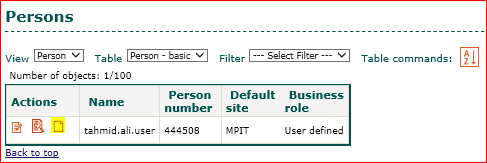 Persons
View Person Table Person - basic Filter --- Select Filter --- Table commands: A Z
Number of objects: 1/100
Actions Name Person number Default site Business role
tahmid.ali.user 444508 MPIT User defined
Back to top